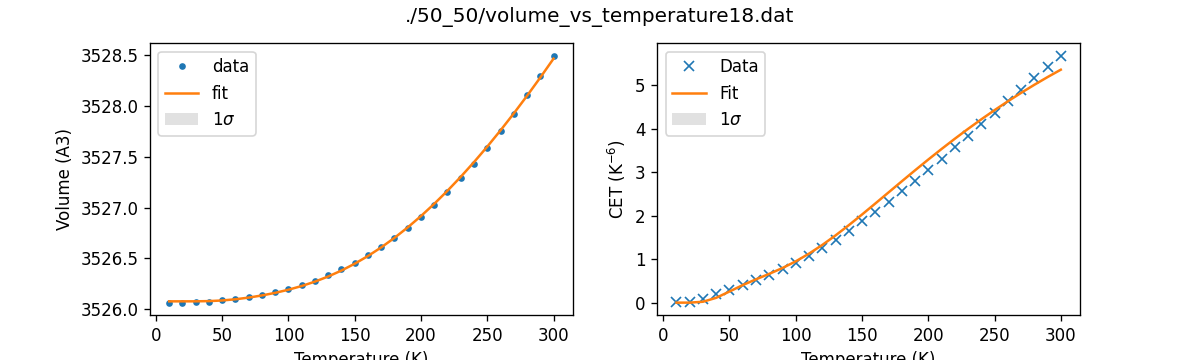 ./50_50/volume_vs_temperature18.dat
3528.5
3528.0
3527.5
3527.0
3526.5
3526.0
Volume (A3)
data
fit
1σ
0 50 100 150 200 250 300
Temperature (K)
5
4
3
2
1
0
CET (K⁻⁶)
Data
Fit
1σ
0 50 100 150 200 250 300
Temperature (K)